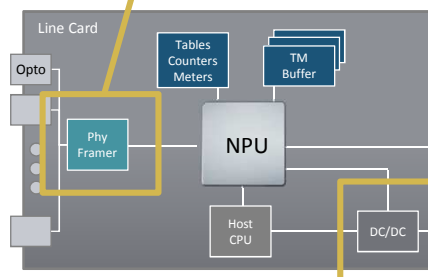 Line Card
Opto
Tables
Counters
Meters
TM
Buffer
Phy
Framer
NPU
Host
CPU
DC/DC